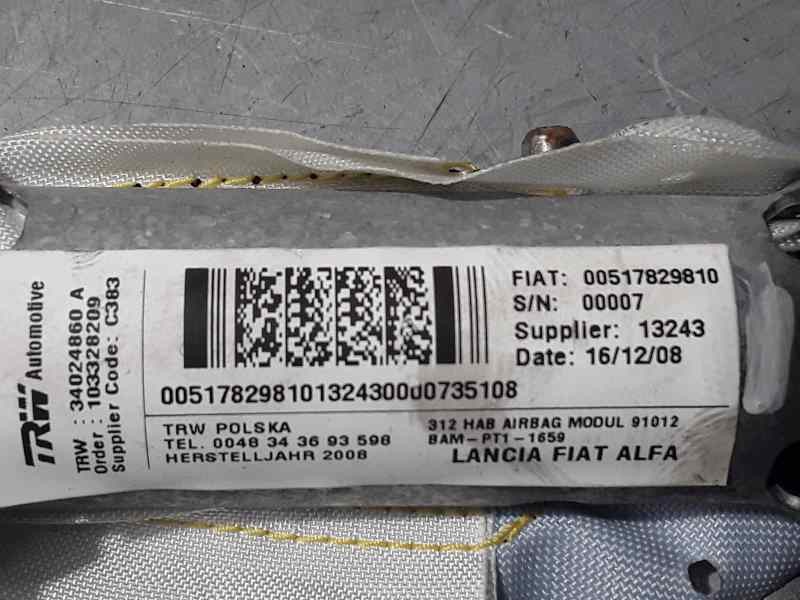 TRW Automotive
TRW : 34024860 A
Order : 103328209
Supplier Code: C383
FIAT: 00517829810
S/N: 00007
Supplier: 13243
Date: 16/12/08
005178298101324300000735108
TRW POLSKA
TEL. 0048 34 36 93 598
HERSTELLJAHR 2008
312 HAB AIRBAG MODUL 91012
BAM-PT1-1659
LANCIA FIAT ALFA